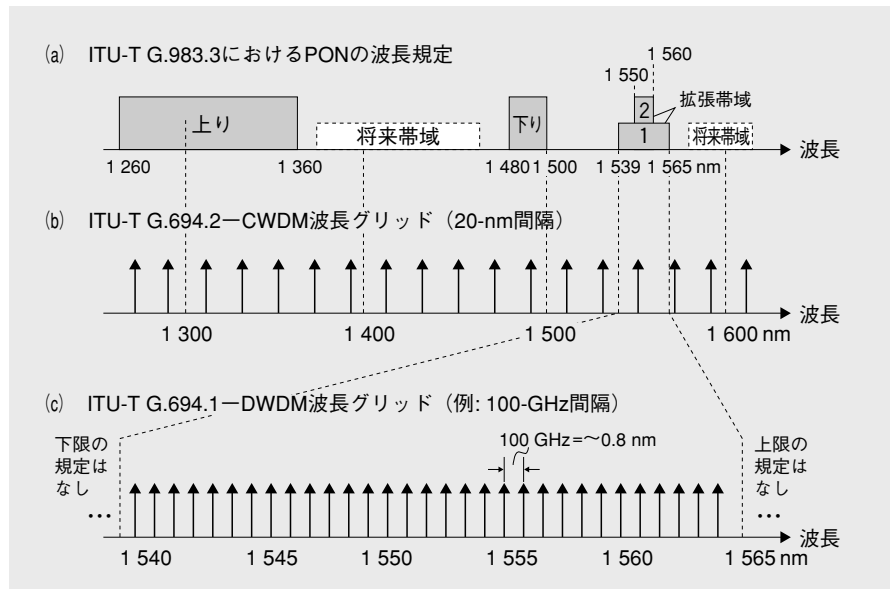 (a) ITU-T G.983.3におけるPONの波長規定
1 560
1 550
拡張帯域
上り
将来帯域
下り
2
1
将来帯域
波長
1 260
1 360
1 480 1 500
1 539
1 565 nm
(b) ITU-T G.694.2ーCWDM波長グリッド（20-nm間隔）
波長
1 300
1 400
1 500
1 600 nm
(c) ITU-T G.694.1ーDWDM波長グリッド（例: 100-GHz間隔）
下限の
規定は
なし
…
100 GHz=～0.8 nm
上限の
規定は
なし
…
波長
1 540
1 545
1 550
1 555
1 560
1 565 nm